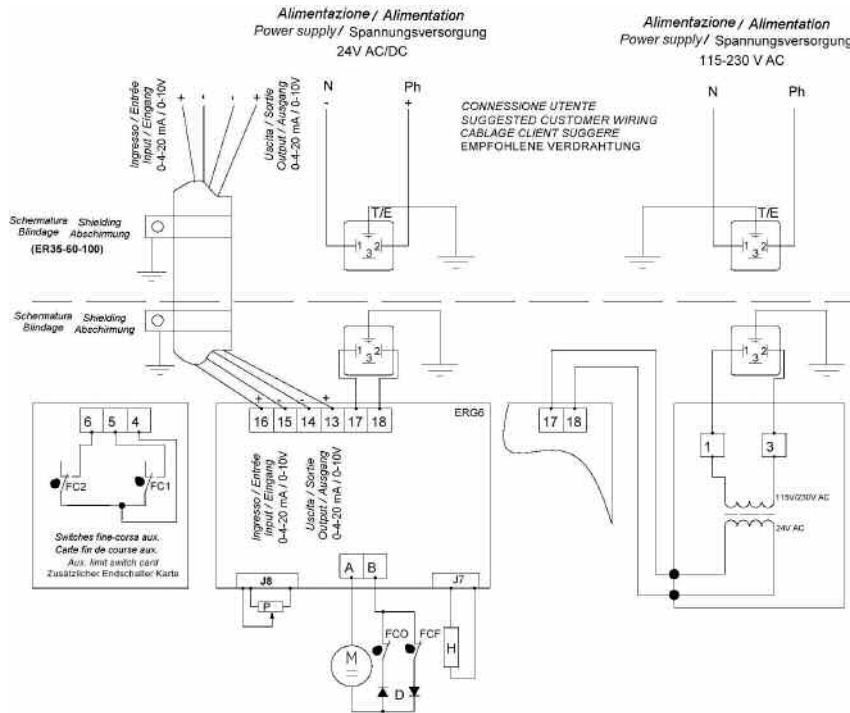 Alimentazione / Alimentation
Power supply / Spannungsversorgung
24V AC/DC
Alimentazione / Alimentation
Power supply / Spannungsversorgung
115-230 V AC
Ingresso / Entrée
Input / Eingang
0-4-20 mA / 0-10V
+ - - +
Uscita / Sortie
Output / Ausgang
0-4-20 mA / 0-10V
N Ph
- +
CONNESSIONE UTENTE
SUGGESTED CUSTOMER WIRING
CABLAGE CLIENT SUGGERE
EMPFOHLENE VERDRAHTUNG
N Ph
Schermatura Shielding
Blindage Abschirmung
(ER35-60-100)
T/E
1 2
3
T/E
1 2
3
Schermatura Shielding
Blindage Abschirmung
1 2
3
1 2
3
+ - - +
16 15 14 13 17 18
ERG6
17 18
6 5 4
FC2 FC1
Switches fine-corsa aux.
Carte fin de course aux.
Aux. limit switch card
Zusätzlicher Endschalter Karte
Ingresso / Entrée
Input / Eingang
0-4-20 mA / 0-10V
Uscita / Sortie
Output / Ausgang
0-4-20 mA / 0-10V
1 3
115V/230V AC
24V AC
A B
J8 J7
P
FCO FCF
M
H
D